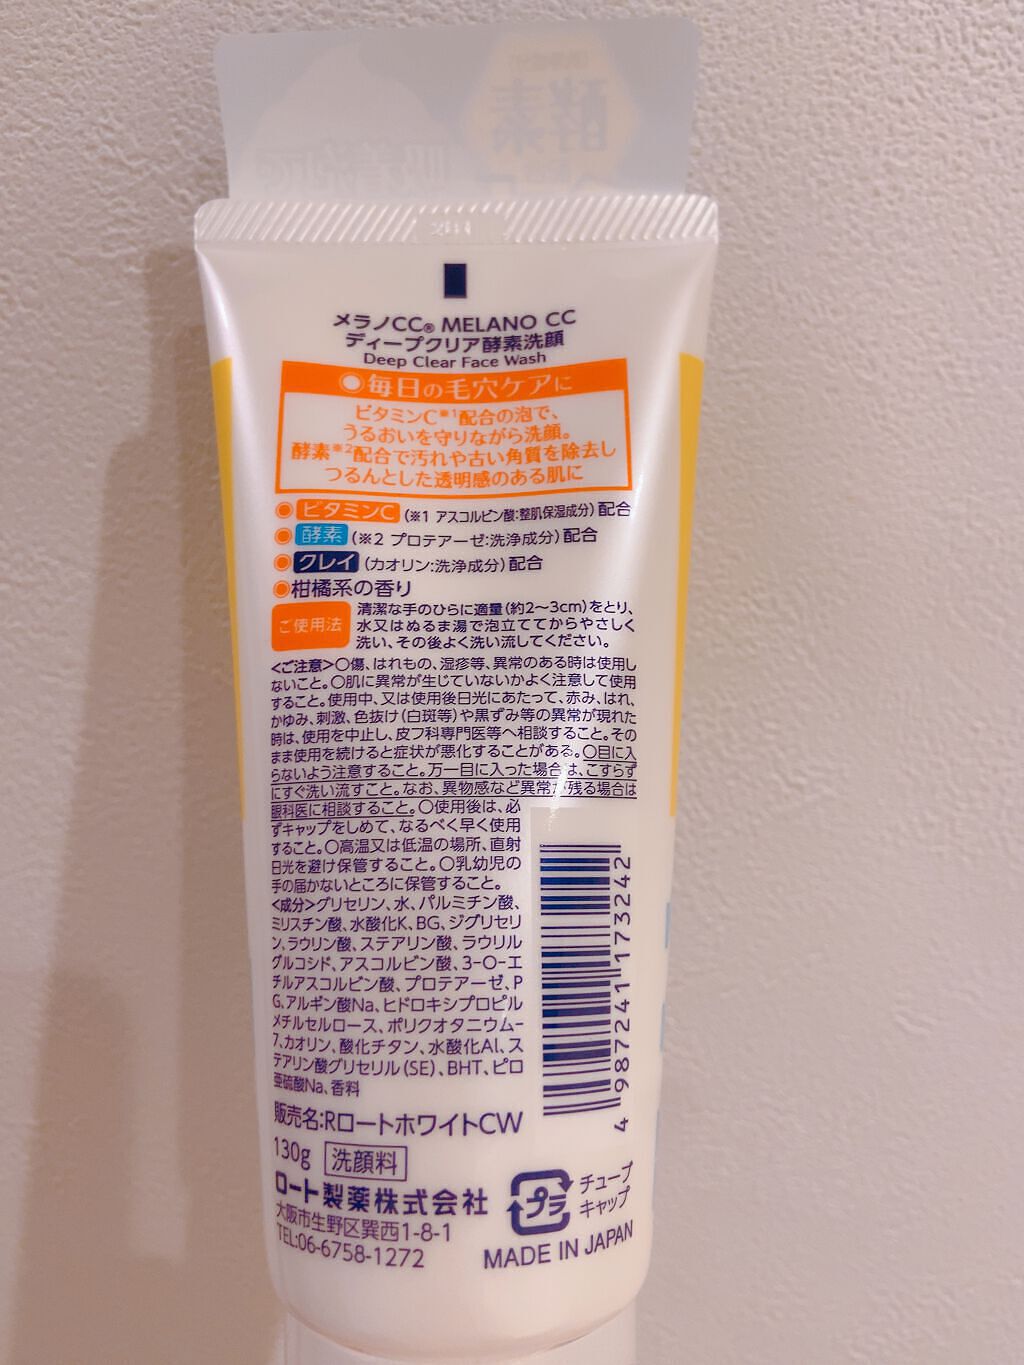 酵素
吸着泡で
メラノCC® MELANO CC
ディープクリア酵素洗顔
Deep Clear Face Wash
◉毎日の毛穴ケアに
ビタミンC※1配合の泡で、
うるおいを守りながら洗顔。
酵素※2配合で汚れや古い角質を除去し
つるんとした透明感のある肌に
◉ビタミンC(※1 アスコルビン酸:整肌保湿成分)配合
◉酵素(※2 プロテアーゼ:洗浄成分)配合
◉クレイ(カオリン:洗浄成分)配合
◉柑橘系の香り
ご使用法
清潔な手のひらに適量(約2〜3cm)をとり、
水又はぬるま湯で泡立ててからやさしく
洗い、その後よく洗い流してください。
<ご注意>○傷、はれもの、湿疹等、異常のある時は使用し
ないこと。○肌に異常が生じていないかよく注意して使用
すること。使用中、又は使用後日光にあたって、赤み、はれ、
かゆみ、刺激、色抜け(白斑等)や黒ずみ等の異常が現れた
時は、使用を中止し、皮フ科専門医等へ相談すること。その
まま使用を続けると症状が悪化することがある。○目に入
らないよう注意すること。万一目に入った場合は、こすらず
にすぐ洗い流すこと。なお、異物感など異常が残る場合は
眼科医に相談すること。○使用後は、必
ずキャップをしめて、なるべく早く使用
すること。○高温又は低温の場所、直射
日光を避け保管すること。○乳幼児の
手の届かないところに保管すること。
<成分>グリセリン、水、パルミチン酸、
ミリスチン酸、水酸化K、BG、ジグリセリ
ン、ラウリン酸、ステアリン酸、ラウリル
グルコシド、アスコルビン酸、3-O-エ
チルアスコルビン酸、プロテアーゼ、P
G、アルギン酸Na、ヒドロキシプロピル
メチルセルロース、ポリクオタニウム-
7、カオリン、酸化チタン、水酸化Al、ス
テアリン酸グリセリル(SE)、BHT、ピロ
亜硫酸Na、香料
販売名:RロートホワイトCW
130g 洗顔料
ロート製薬株式会社
大阪市生野区巽西1-8-1
TEL:06-6758-1272
4 987241 173242
プラ
チューブ
キャップ
MADE IN JAPAN